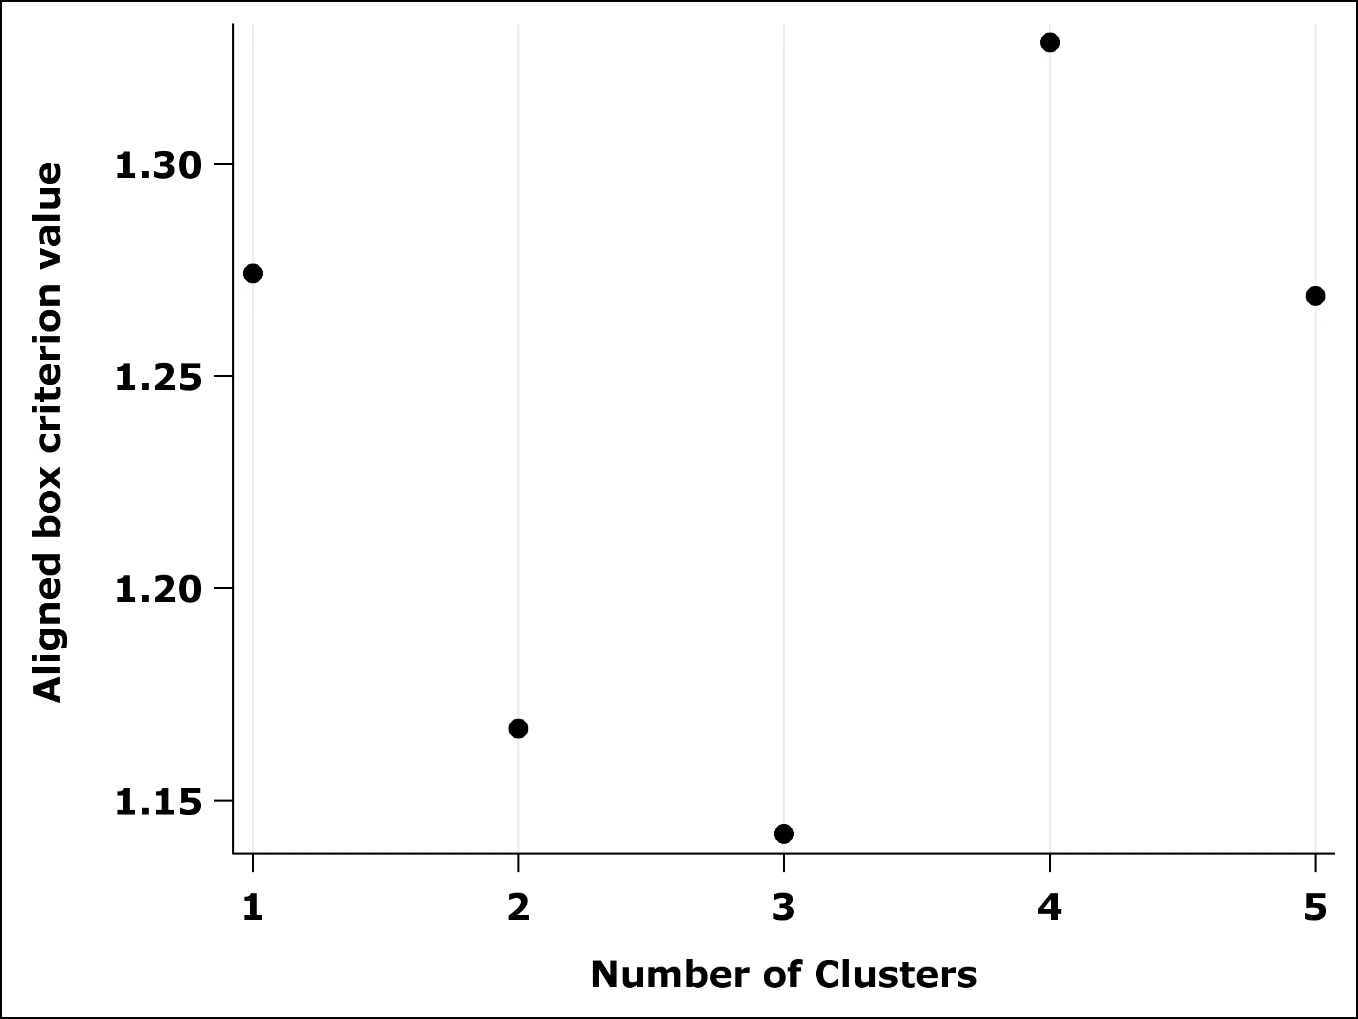 Aligned box criterion value
1.30
1.25
1.20
1.15
1 2 3 4 5
Number of Clusters